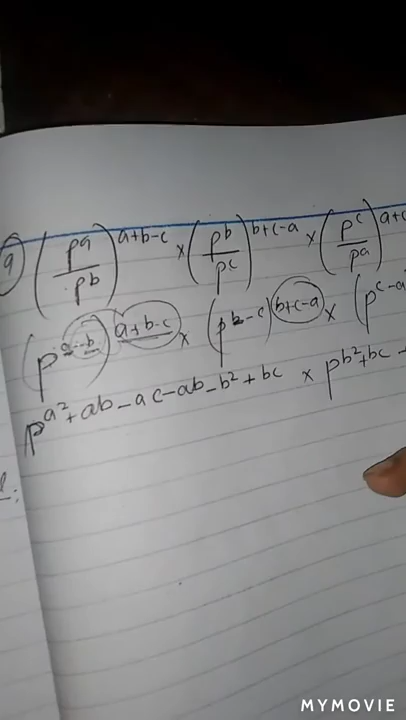 9) (p^a/p^b)^a+b-c × (p^b/p^c)^b+c-a × (p^c/p^a)^a+c
(p^a-b)^a+b-c × (p^b-c)^b+c-a × (p^c-a
p^a²+ab-ac-ab-b²+bc × p^b²+bc-
MYMOVIE